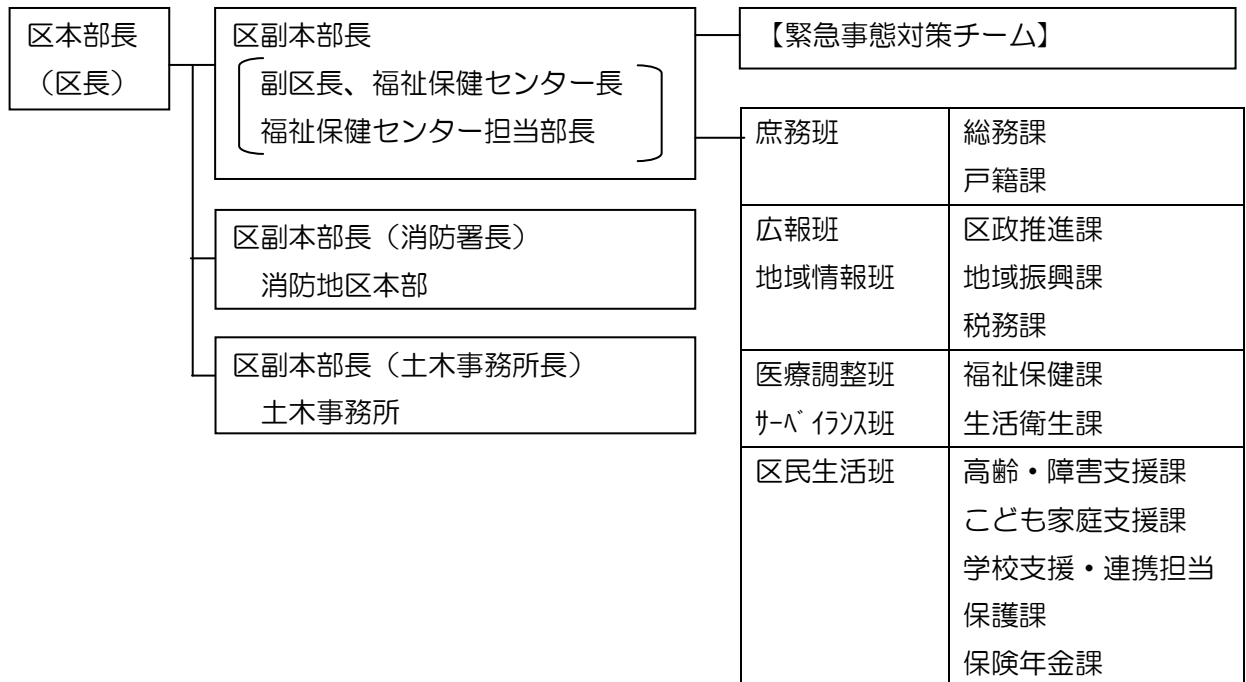 区本部長
（区長）
区副本部長
副区長、福祉保健センター長
福祉保健センター担当部長
【緊急事態対策チーム】
区副本部長（消防署長）
消防地区本部
区副本部長（土木事務所長）
土木事務所
庶務班
総務課
戸籍課
広報班
地域情報班
区政推進課
地域振興課
税務課
医療調整班
ｻｰﾍﾞｲﾗﾝｽ班
福祉保健課
生活衛生課
区民生活班
高齢・障害支援課
こども家庭支援課
学校支援・連携担当
保護課
保険年金課